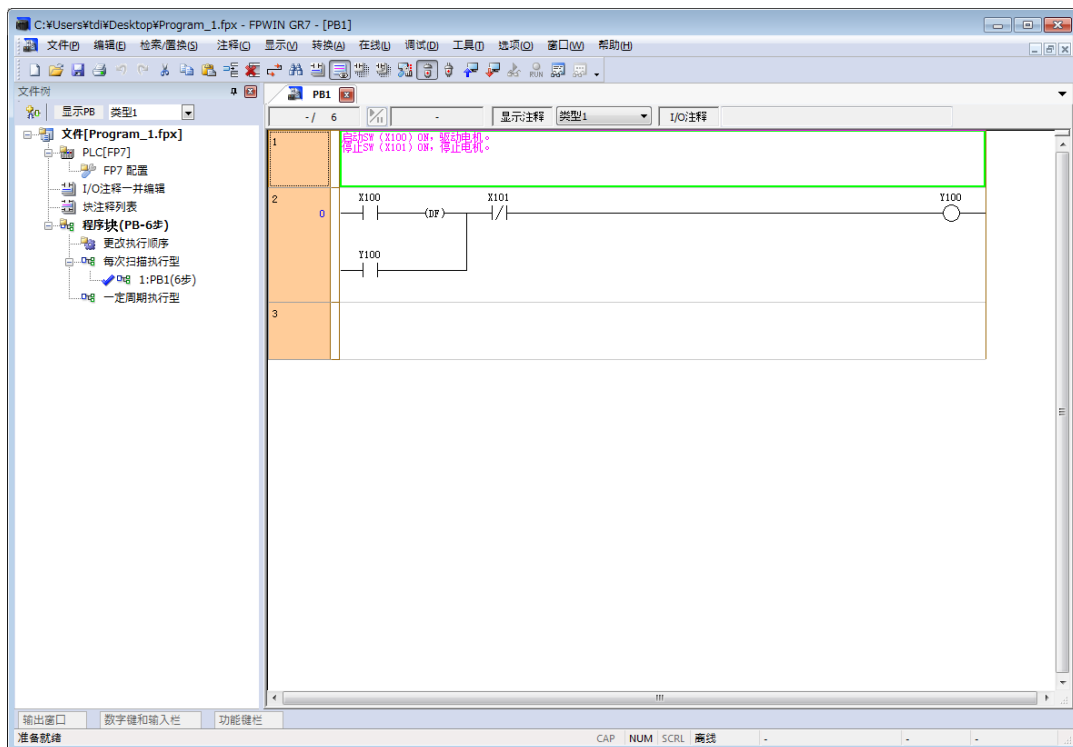 C:¥Users¥tdi¥Desktop¥Program_1.fpx - FPWIN GR7 - [PB1]
文件(F) 编辑(E) 检索/置换(S) 注释(C) 显示(V) 转换(A) 在线(L) 调试(D) 工具(T) 选项(O) 窗口(W) 帮助(H)
RUN
文件树
PB1
显示PB 类型1
-/ 6 - 显示注释 类型1 I/O注释
文件[Program_1.fpx]
PLC[FP7]
FP7 配置
I/O注释一并编辑
块注释列表
程序块(PB-6步)
更改执行顺序
每次扫描执行型
1:PB1(6步)
一定周期执行型
1
启动SW (X100) ON，驱动电机。
停止SW (X101) ON，停止电机。
2
X100 X101 Y100
0
(DF)
Y100
3
输出窗口 数字键和输入栏 功能键栏
准备就绪 CAP NUM SCRL 离线 - - -